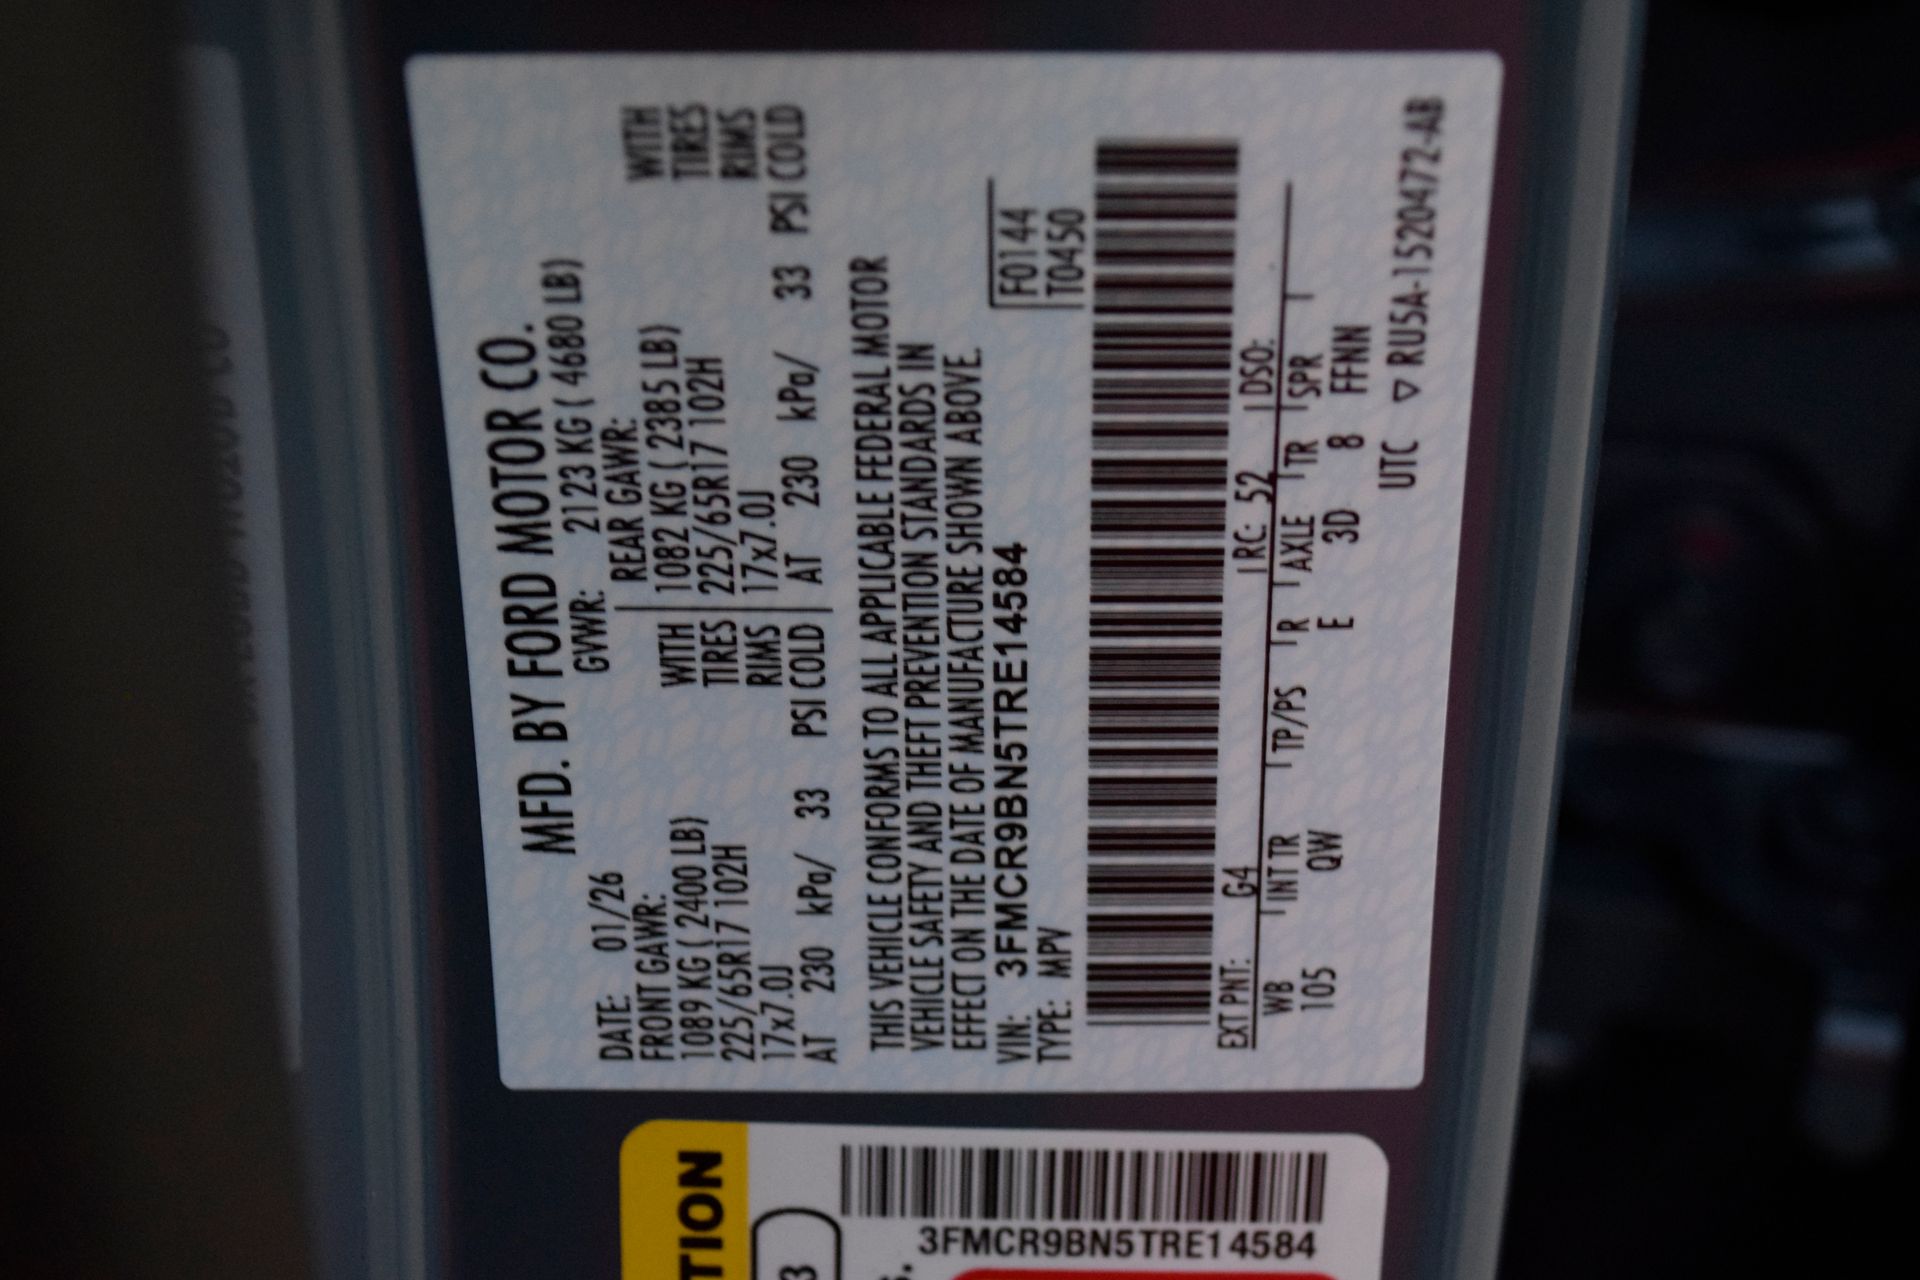 MFD. BY FORD MOTOR CO.
DATE: 01/26 GVWR: 2123 KG ( 4680 LB)
FRONT GAWR: REAR GAWR:
1089 KG ( 2400 LB) WITH 1082 KG ( 2385 LB) WITH
225/65R17 102H TIRES 225/65R17 102H TIRES
17x7.0J RIMS 17x7.0J RIMS
AT 230 kPa/ 33 PSI COLD AT 230 kPa/ 33 PSI COLD
THIS VEHICLE CONFORMS TO ALL APPLICABLE FEDERAL MOTOR
VEHICLE SAFETY AND THEFT PREVENTION STANDARDS IN
EFFECT ON THE DATE OF MANUFACTURE SHOWN ABOVE.
VIN: 3FMCR9BN5TRE14584 F0144
TYPE: MPV T0450
EXT PNT: G4 RC: 52 DSO:
WB INT TR TP/PS R AXLE TR SPR
105 QW E 3D 8 FFNN
UTC ▽ RU5A-1520472-AB
TION
3
s.
3FMCR9BN5TRE14584